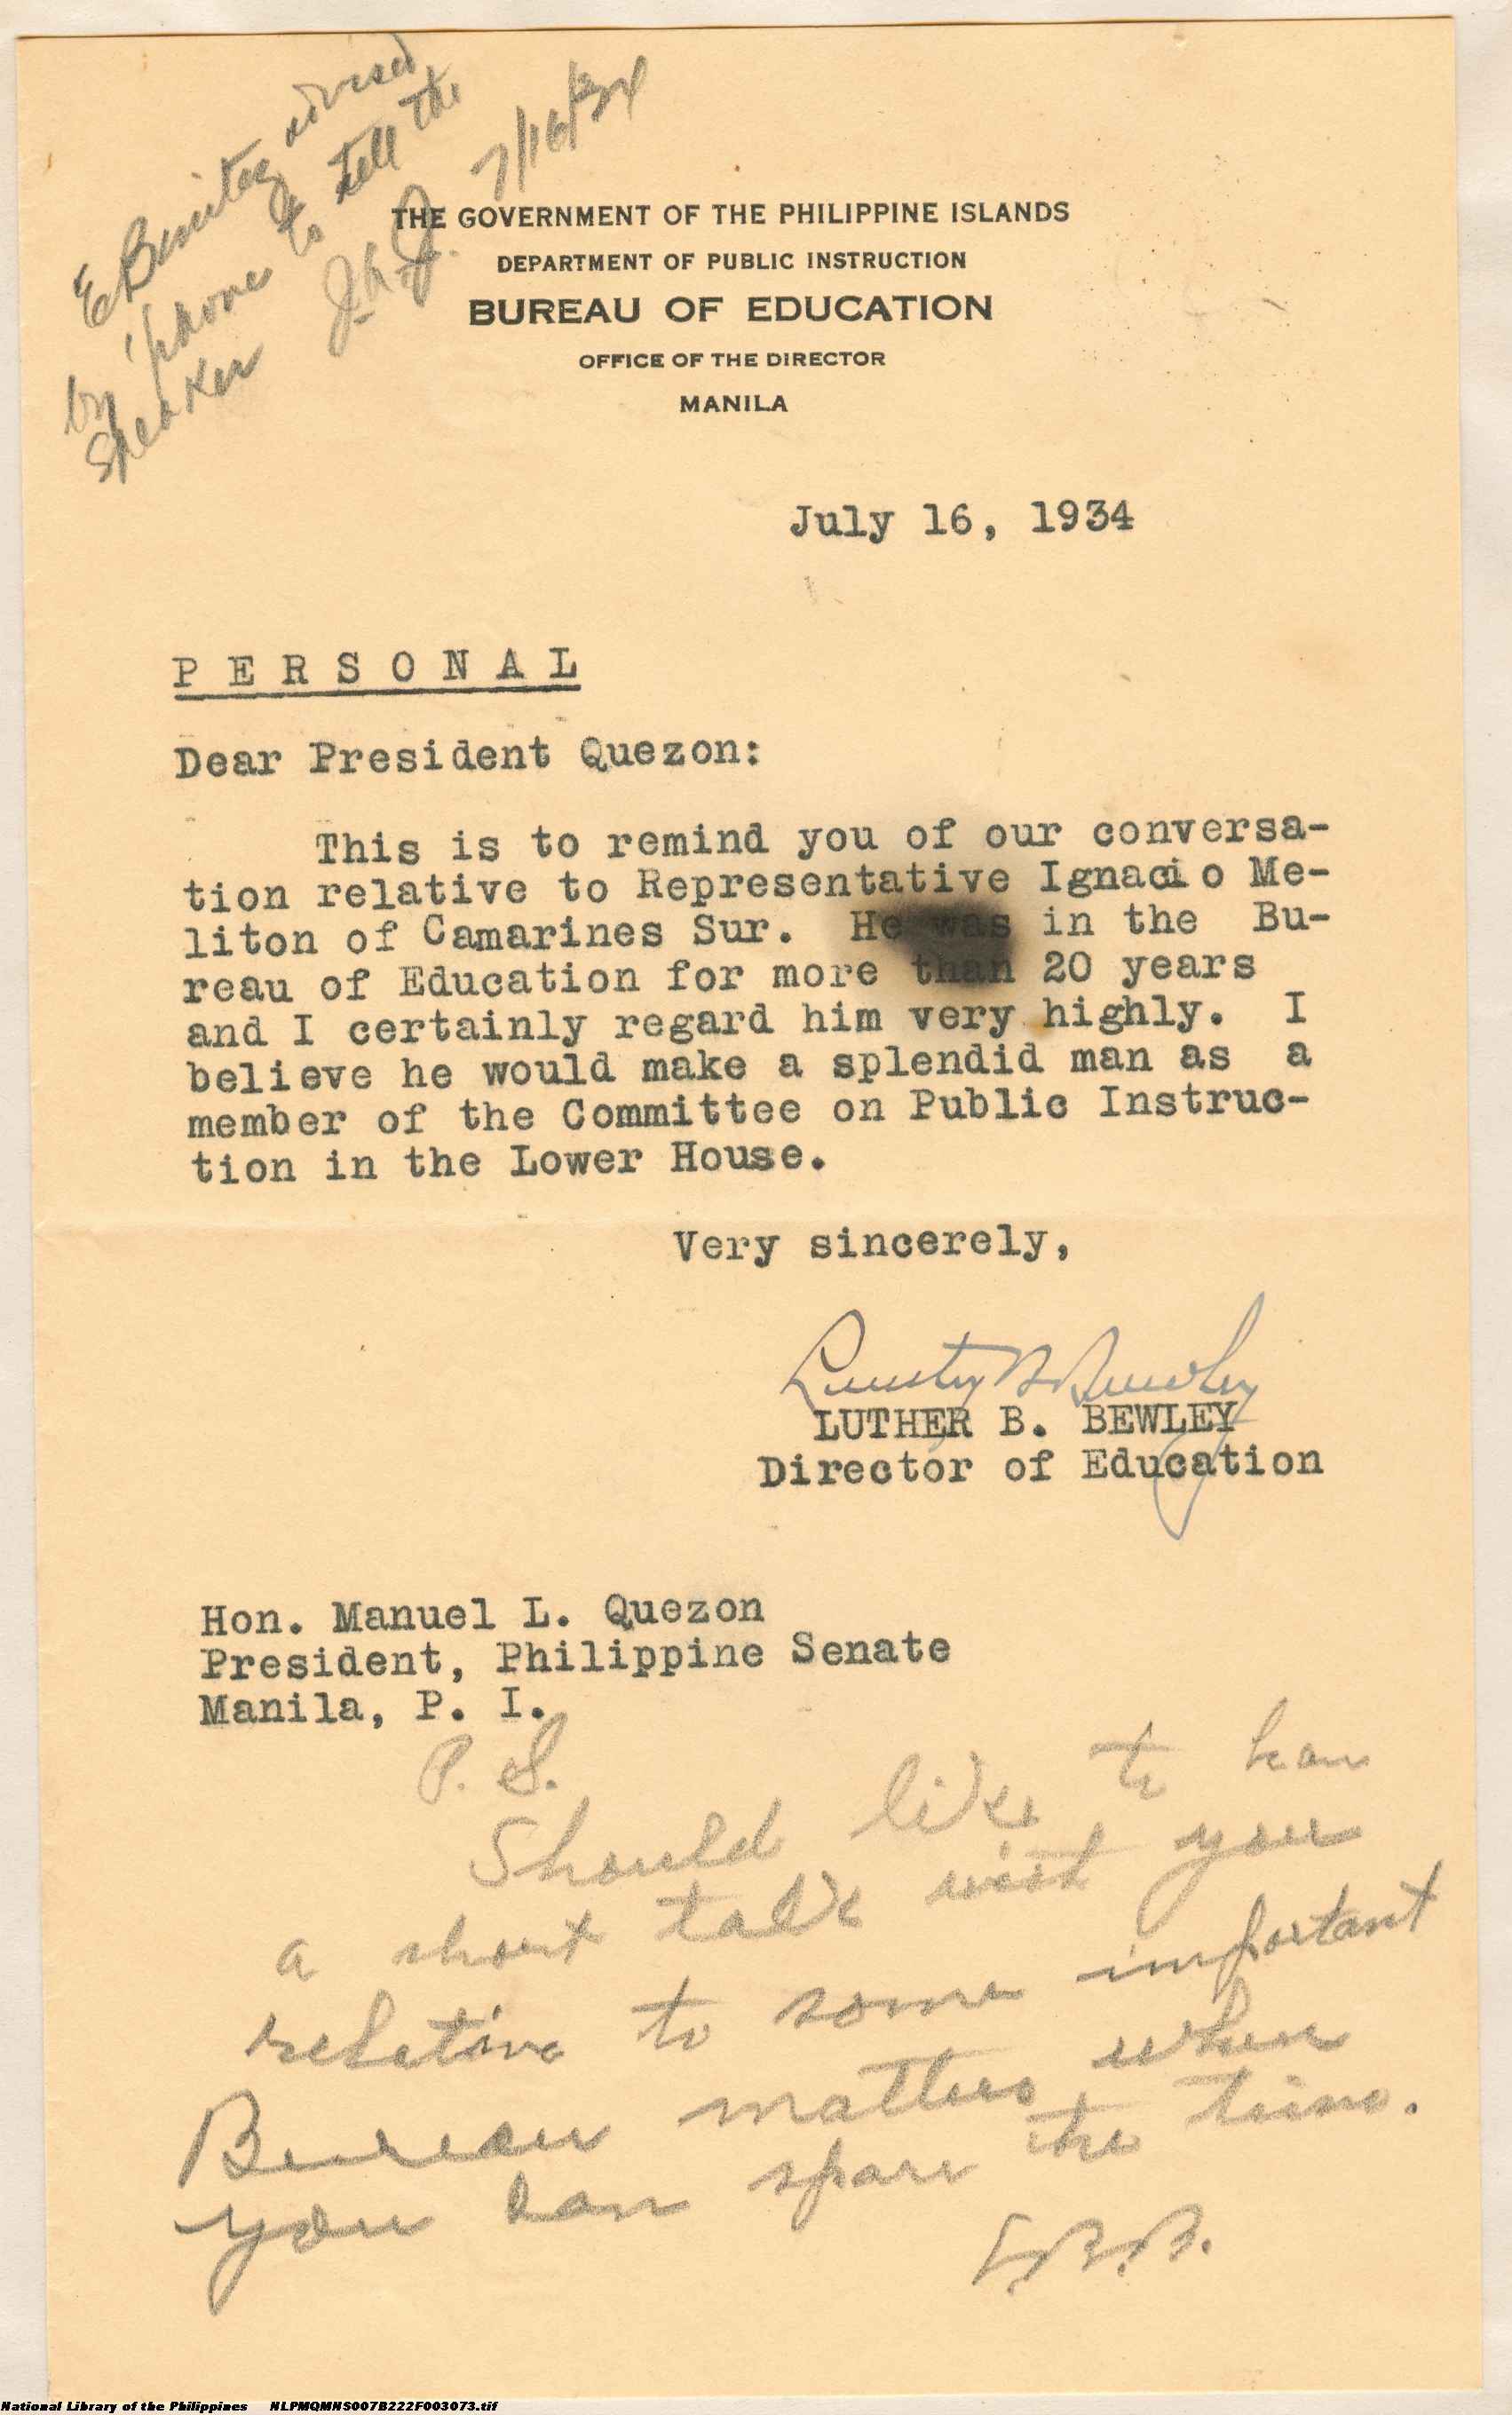 E Benitez advised
by 'phone to tell the
Speaker J.G.J. 7/16/34
THE GOVERNMENT OF THE PHILIPPINE ISLANDS
DEPARTMENT OF PUBLIC INSTRUCTION
BUREAU OF EDUCATION
OFFICE OF THE DIRECTOR
MANILA
July 16, 1934
PERSONAL
Dear President Quezon:
This is to remind you of our conversa-
tion relative to Representative Ignacio Me-
liton of Camarines Sur. He was in the Bu-
reau of Education for more than 20 years
and I certainly regard him very highly. I
believe he would make a splendid man as a
member of the Committee on Public Instruc-
tion in the Lower House.
Very sincerely,
Luther B Bewley
LUTHER B. BEWLEY
Director of Education
Hon. Manuel L. Quezon
President, Philippine Senate
Manila, P. I.
P. S.
Should like to have
a short talk with you
relative to some important
Bureau matters when
you can spare the time.
L.B.B.
National Library of the Philippines NLPMQMNS007B222F003073.tif